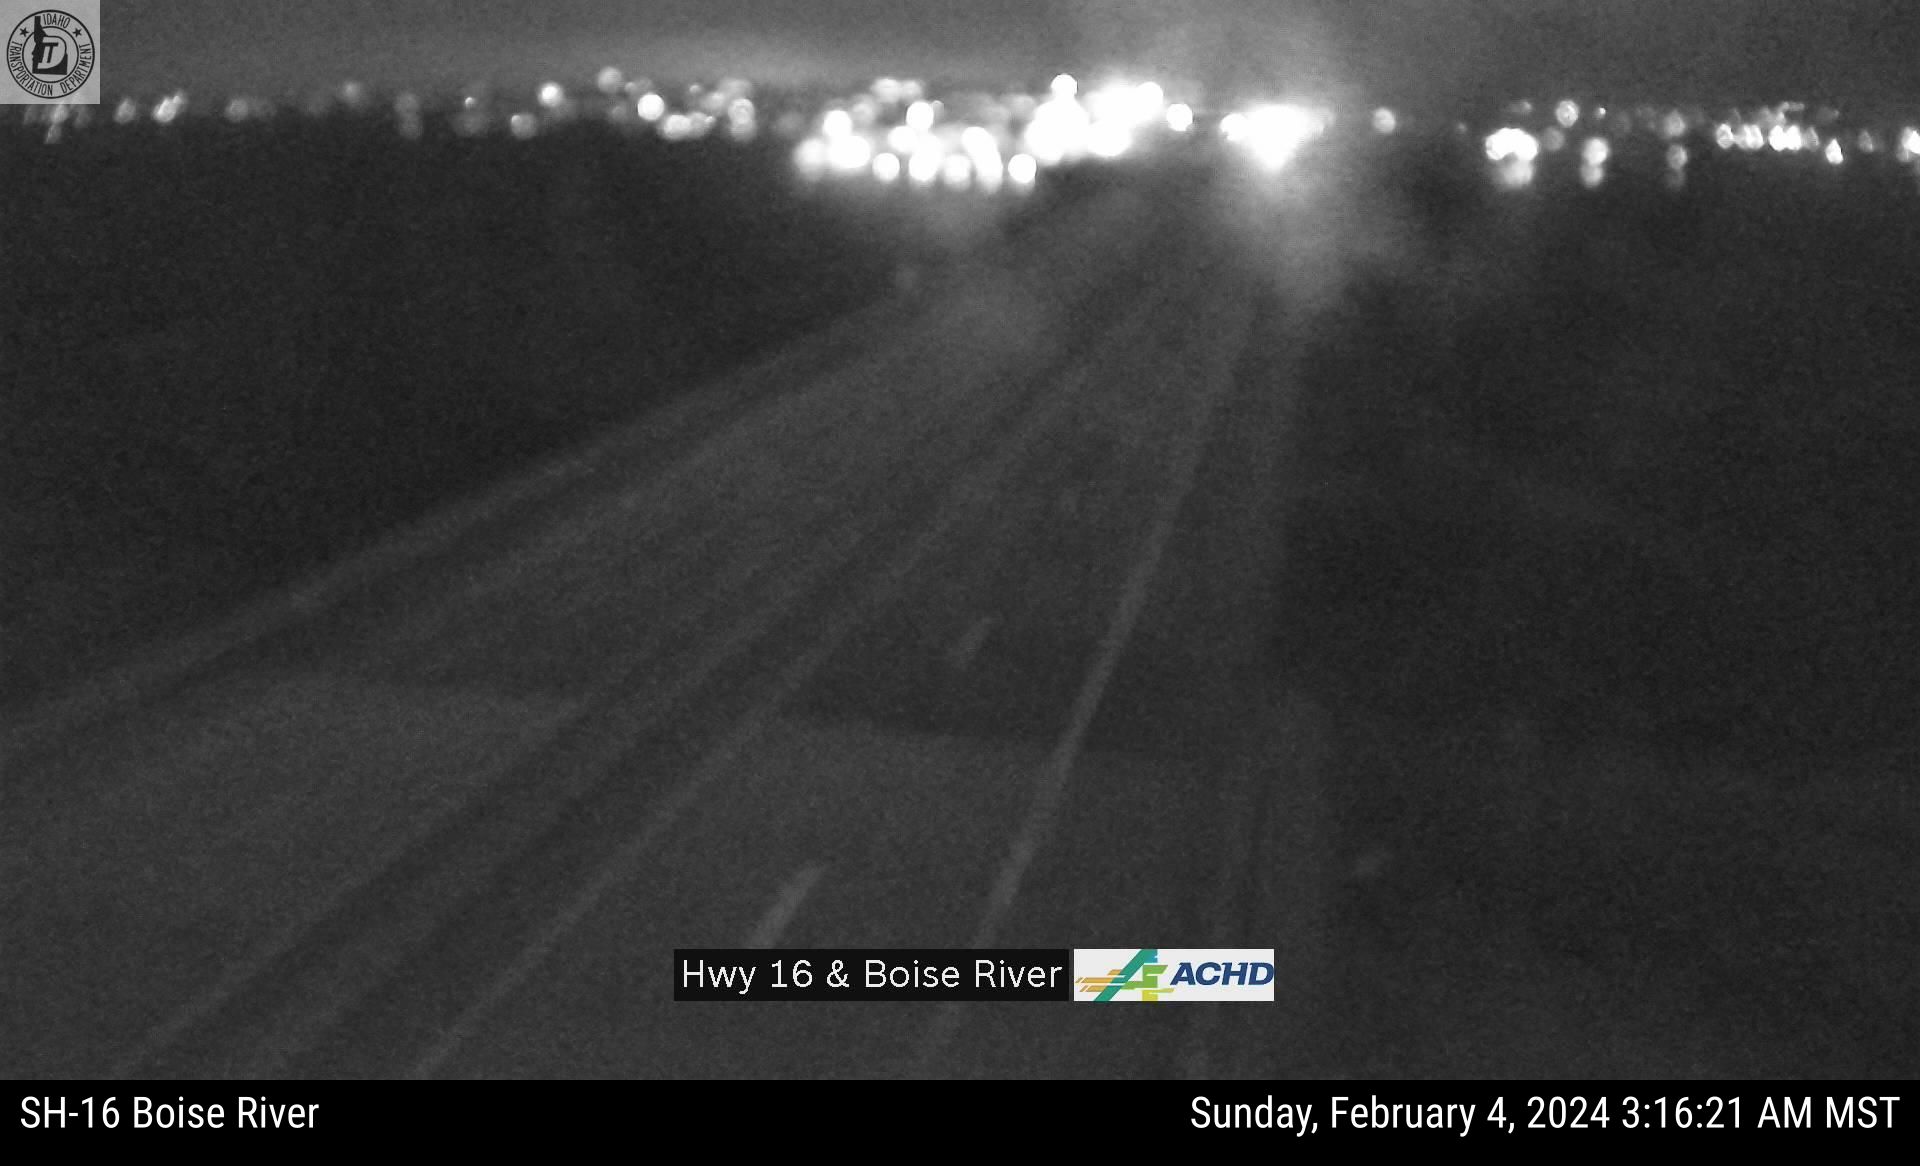 IDAHO
TRANSPORTATION DEPARTMENT
Hwy 16 & Boise River
ACHD
SH-16 Boise River
Sunday, February 4, 2024 3:16:21 AM MST